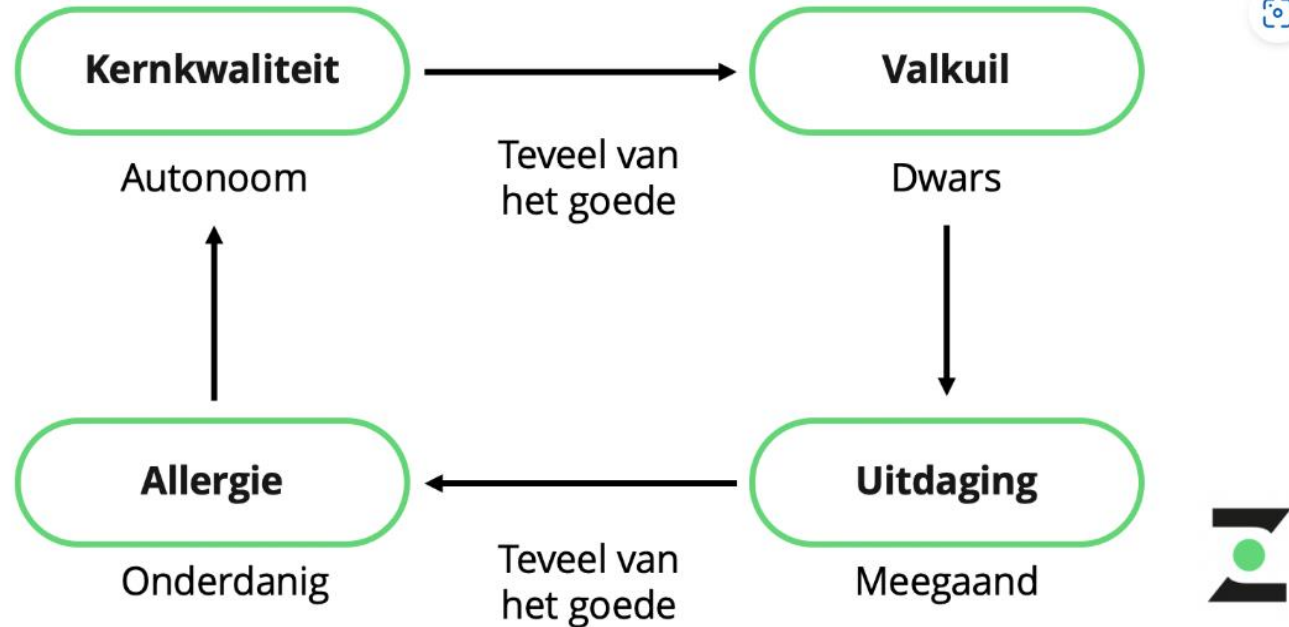 Kernkwaliteit
Valkuil
Autonoom
Teveel van
het goede
Dwars
Allergie
Uitdaging
Onderdanig
Teveel van
het goede
Meegaand